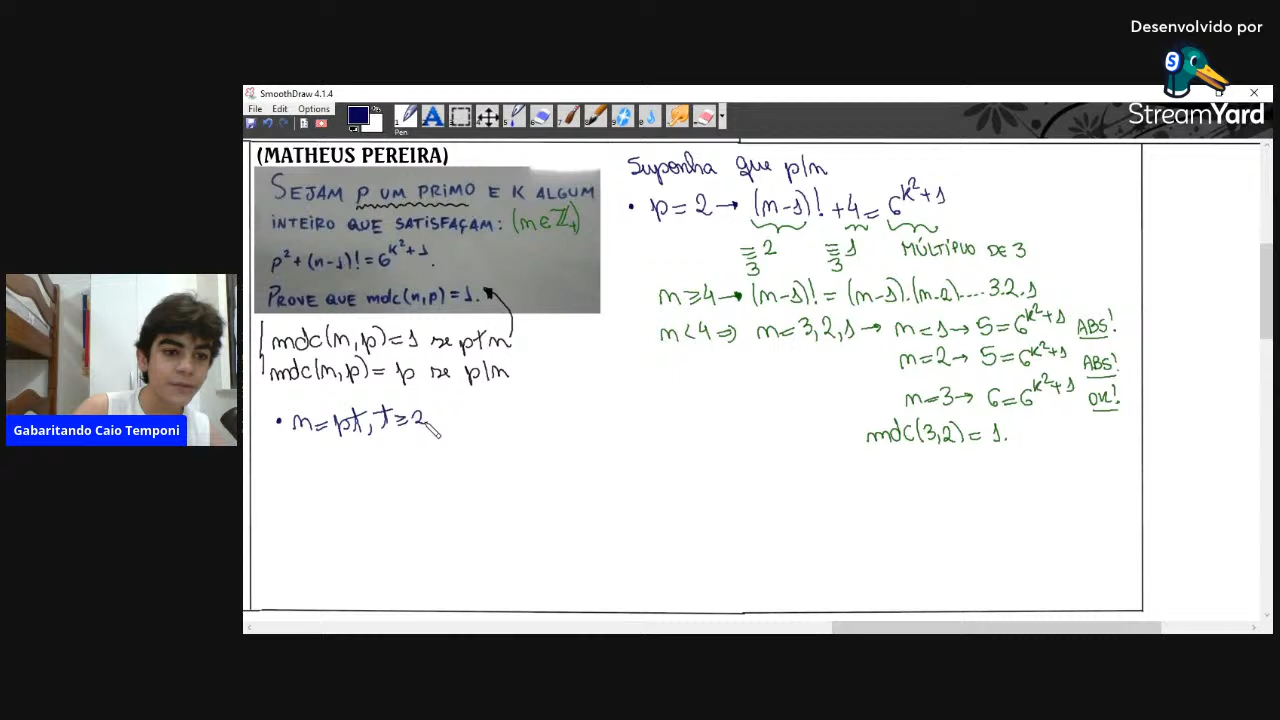 Desenvolvido por
StreamYard
SmoothDraw 4.1.4
File Edit Options
Pen
(MATHEUS PEREIRA)
SEJAM P UM PRIMO E K ALGUM
INTEIRO QUE SATISFAÇAM: (n ∈ ℤ₊)
p² + (n-1)! = 6^(k²+1).
PROVE QUE mdc(n,p) = 1.
mdc(n,p) = 1 se p∤n
mdc(n,p) = p se p|n
• n = pt, t ≥ 2
Suponha que p|n
• p = 2 → (n-1)! + 4 = 6^(k²+1)
≡ 2 ≡ 1 MÚLTIPLO DE 3
3 3
n ≥ 4 → (n-1)! = (n-1).(n-2)....3.2.1
n < 4 ⇒ n = 3,2,1 → n = 1 → 5 = 6^(k²+1) ABS!
n = 2 → 5 = 6^(k²+1) ABS!
n = 3 → 6 = 6^(k²+1) OK!
mdc(3,2) = 1.
Gabaritando Caio Temponi